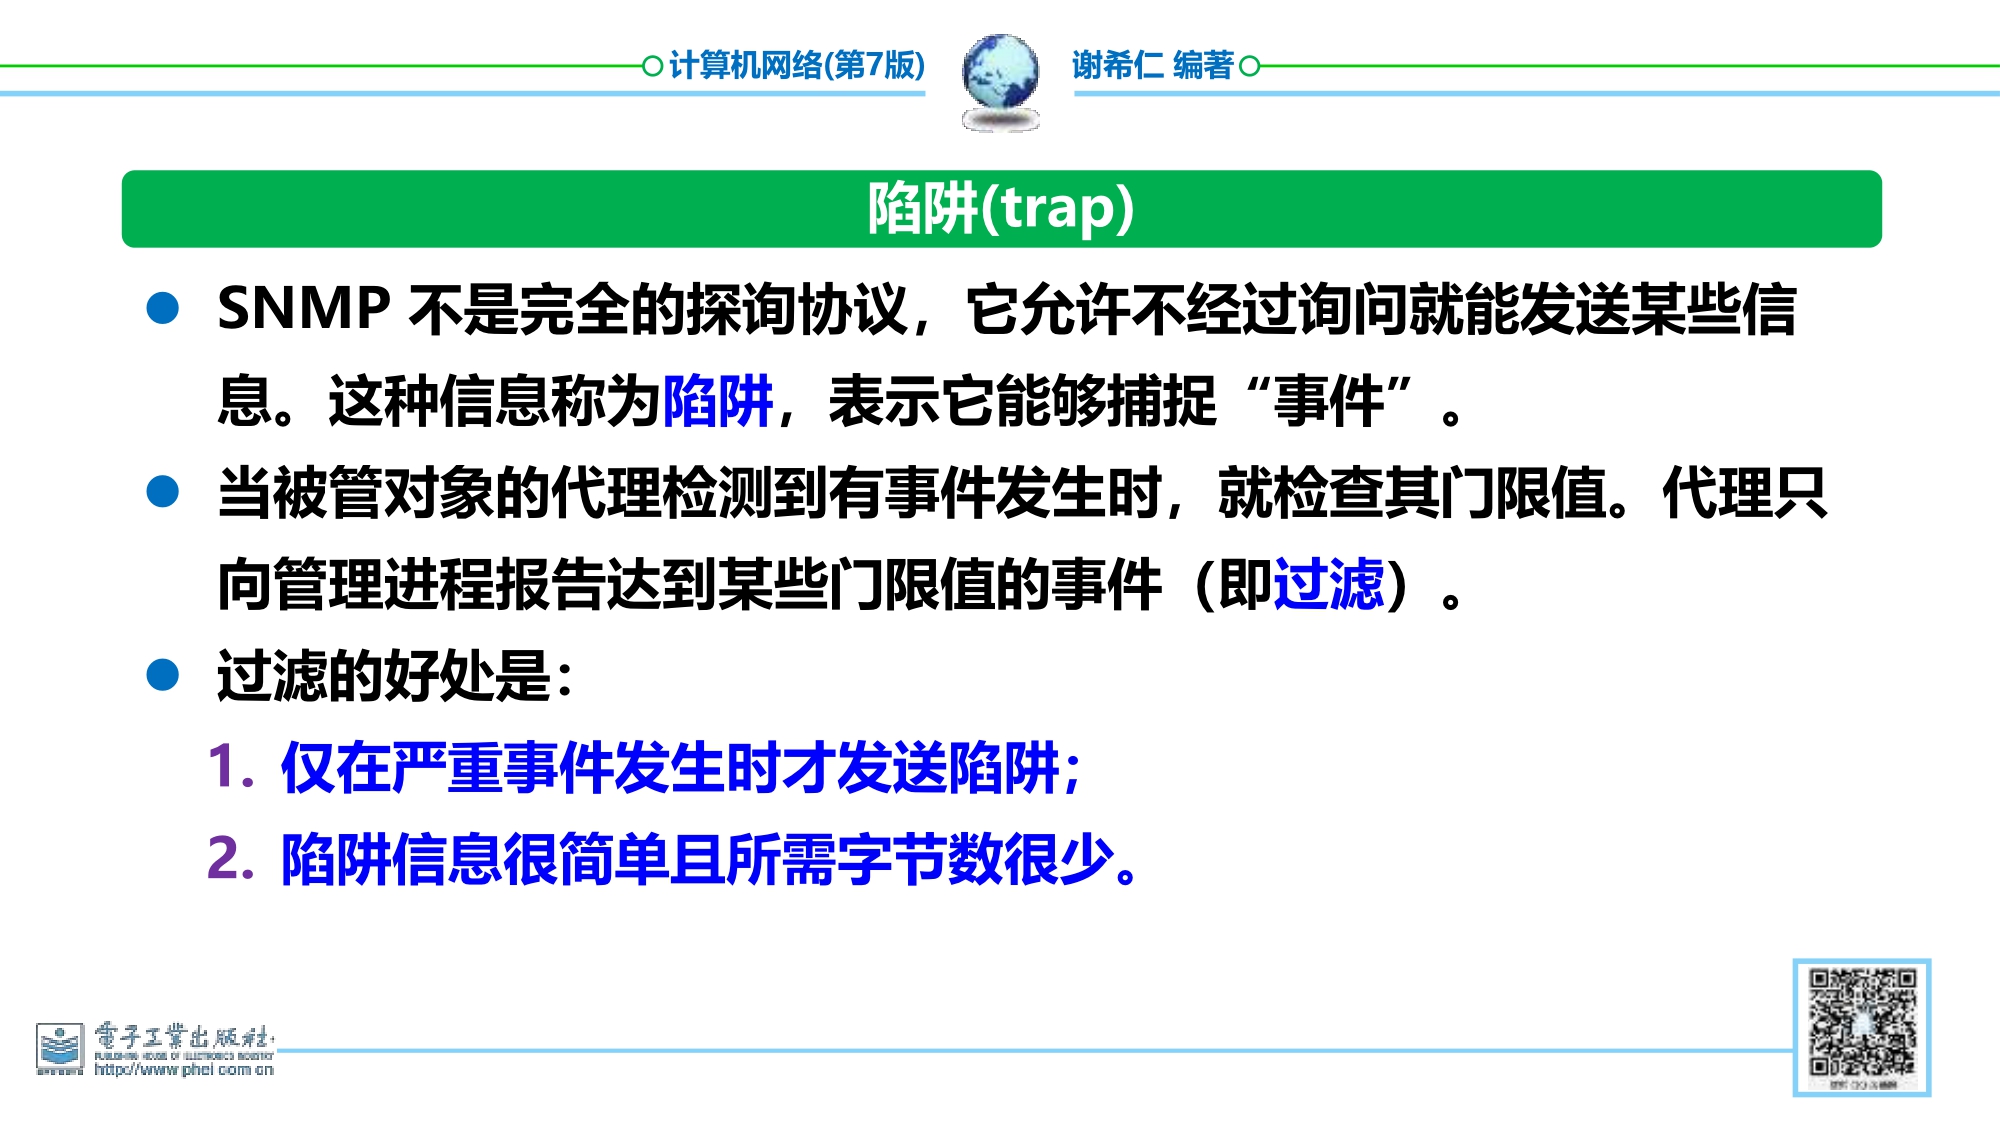 计算机网络(第7版)
谢希仁 编著
陷阱(trap)
● SNMP 不是完全的探询协议，它允许不经过询问就能发送某些信
息。这种信息称为陷阱，表示它能够捕捉“事件”。
● 当被管对象的代理检测到有事件发生时，就检查其门限值。代理只
向管理进程报告达到某些门限值的事件（即过滤）。
● 过滤的好处是：
1. 仅在严重事件发生时才发送陷阱；
2. 陷阱信息很简单且所需字节数很少。
電子工業出版社
PUBLISHING HOUSE OF ELECTRONICS INDUSTRY
http://www.phei.com.cn